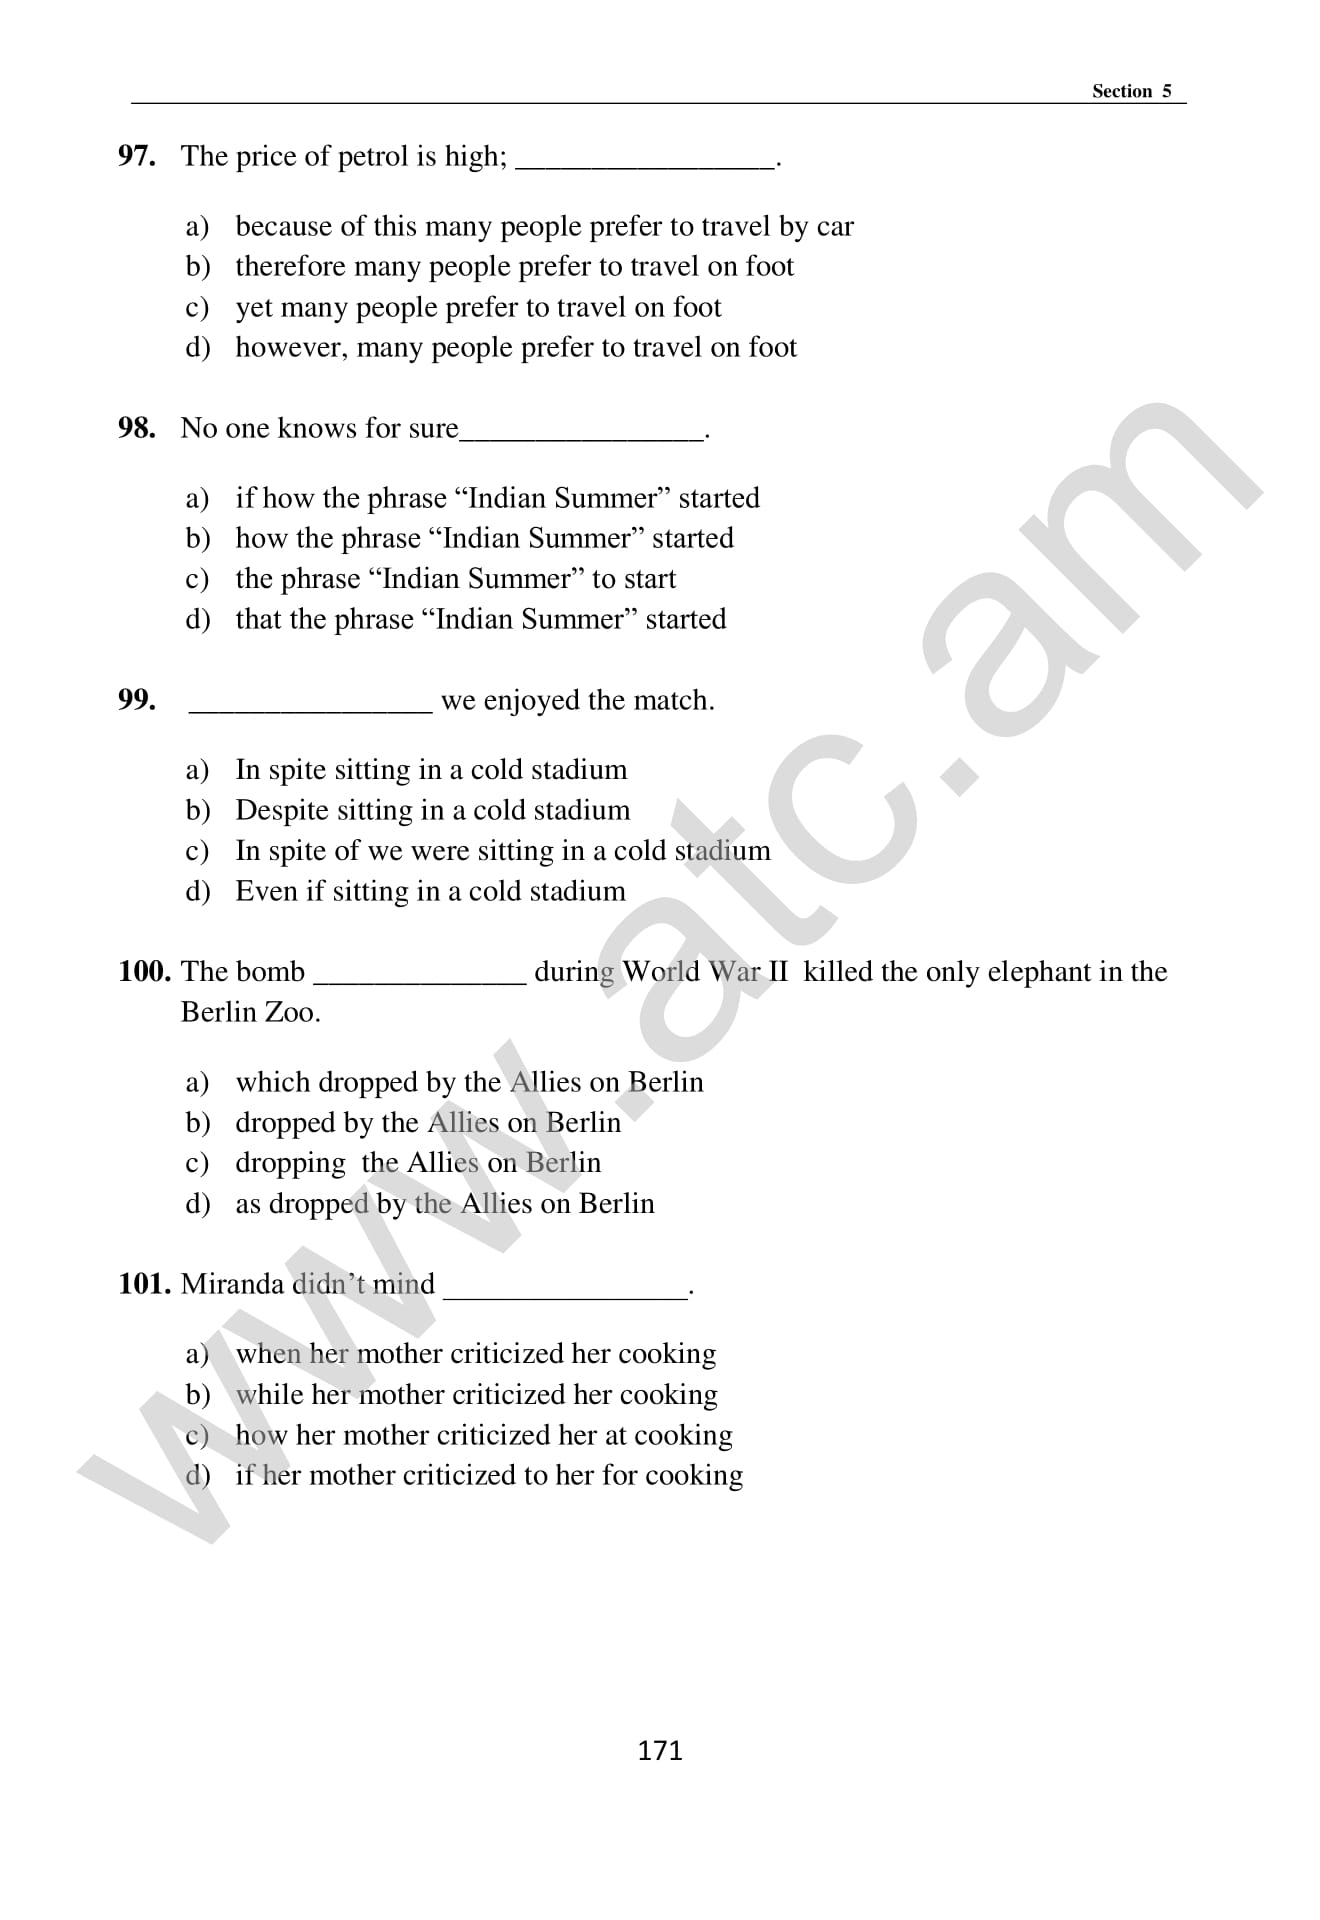 Section 5
97. The price of petrol is high; _________________.
a) because of this many people prefer to travel by car
b) therefore many people prefer to travel on foot
c) yet many people prefer to travel on foot
d) however, many people prefer to travel on foot
98. No one knows for sure________________.
a) if how the phrase “Indian Summer” started
b) how the phrase “Indian Summer” started
c) the phrase “Indian Summer” to start
d) that the phrase “Indian Summer” started
99. ________________ we enjoyed the match.
a) In spite sitting in a cold stadium
b) Despite sitting in a cold stadium
c) In spite of we were sitting in a cold stadium
d) Even if sitting in a cold stadium
100. The bomb ______________ during World War II killed the only elephant in the
Berlin Zoo.
a) which dropped by the Allies on Berlin
b) dropped by the Allies on Berlin
c) dropping the Allies on Berlin
d) as dropped by the Allies on Berlin
101. Miranda didn’t mind ________________.
a) when her mother criticized her cooking
b) while her mother criticized her cooking
c) how her mother criticized her at cooking
d) if her mother criticized to her for cooking
171
www.atc.am